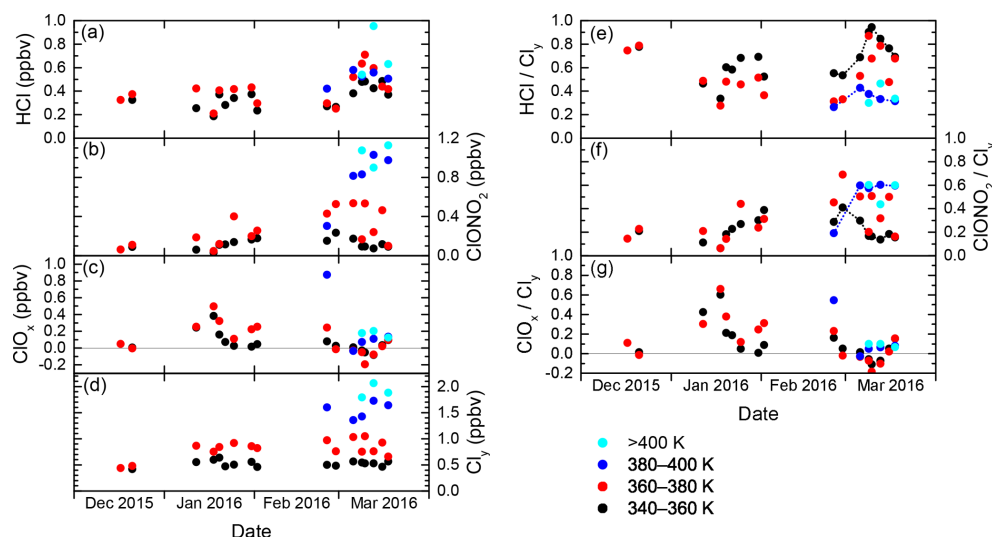 (a)
HCl (ppbv)
1.0
0.8
0.6
0.4
0.2
0.0
(b)
ClONO2 (ppbv)
1.2
0.8
0.4
0.0
(c)
ClOx (ppbv)
1.0
0.8
0.6
0.4
0.2
0.0
-0.2
(d)
Cly (ppbv)
2.0
1.5
1.0
0.5
0.0
Dec 2015 Jan 2016 Feb 2016 Mar 2016
Date
(e)
HCl / Cly
1.0
0.8
0.6
0.4
0.2
0.0
(f)
ClONO2 / Cly
1.0
0.8
0.6
0.4
0.2
0.0
(g)
ClOx / Cly
1.0
0.8
0.6
0.4
0.2
0.0
-0.2
Dec 2015 Jan 2016 Feb 2016 Mar 2016
Date
>400 K
380–400 K
360–380 K
340–360 K